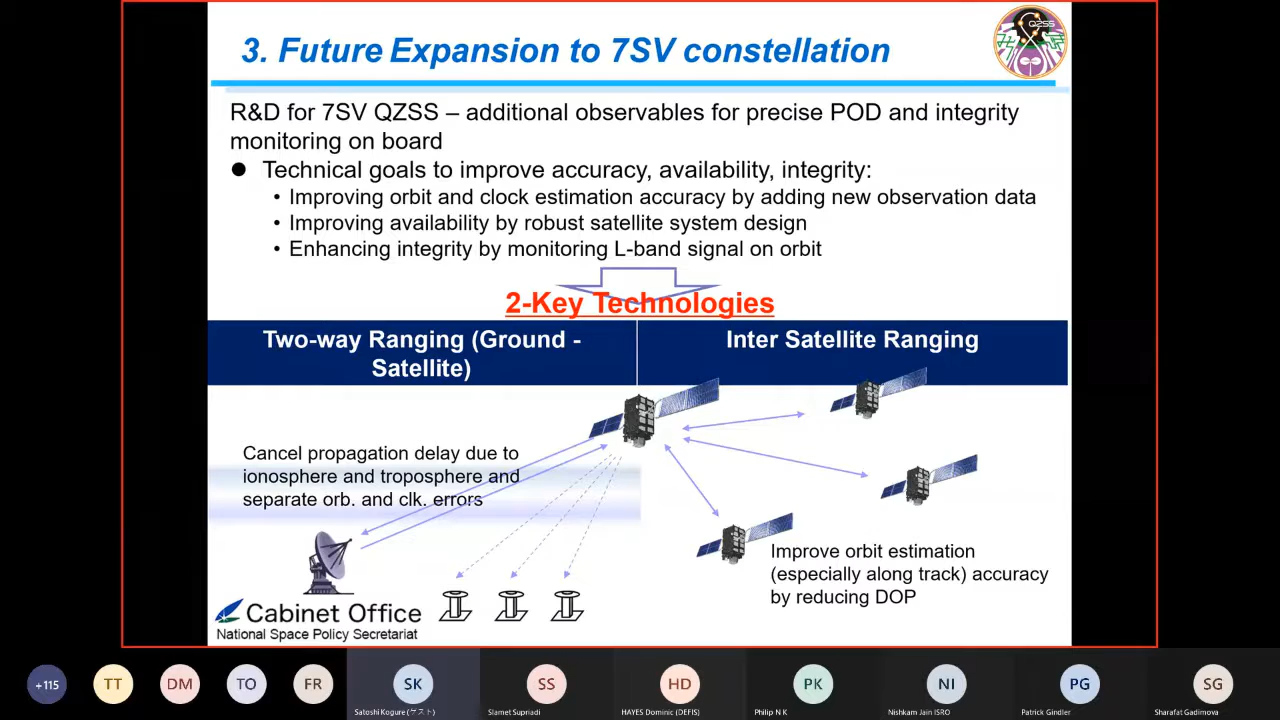 3. Future Expansion to 7SV constellation
QZSS
R&D for 7SV QZSS – additional observables for precise POD and integrity
monitoring on board
● Technical goals to improve accuracy, availability, integrity:
• Improving orbit and clock estimation accuracy by adding new observation data
• Improving availability by robust satellite system design
• Enhancing integrity by monitoring L-band signal on orbit
2-Key Technologies
Two-way Ranging (Ground -
Satellite)
Inter Satellite Ranging
Cancel propagation delay due to
ionosphere and troposphere and
separate orb. and clk. errors
Improve orbit estimation
(especially along track) accuracy
by reducing DOP
Cabinet Office
National Space Policy Secretariat
+115
TT
DM
TO
FR
SK
SS
HD
PK
NI
PG
SG
Satoshi Kogure (ゲスト)
Slamet Supriadi
HAYES Dominic (DEFIS)
Philip N K
Nishkam Jain ISRO
Patrick Gindler
Sharafat Gadimova